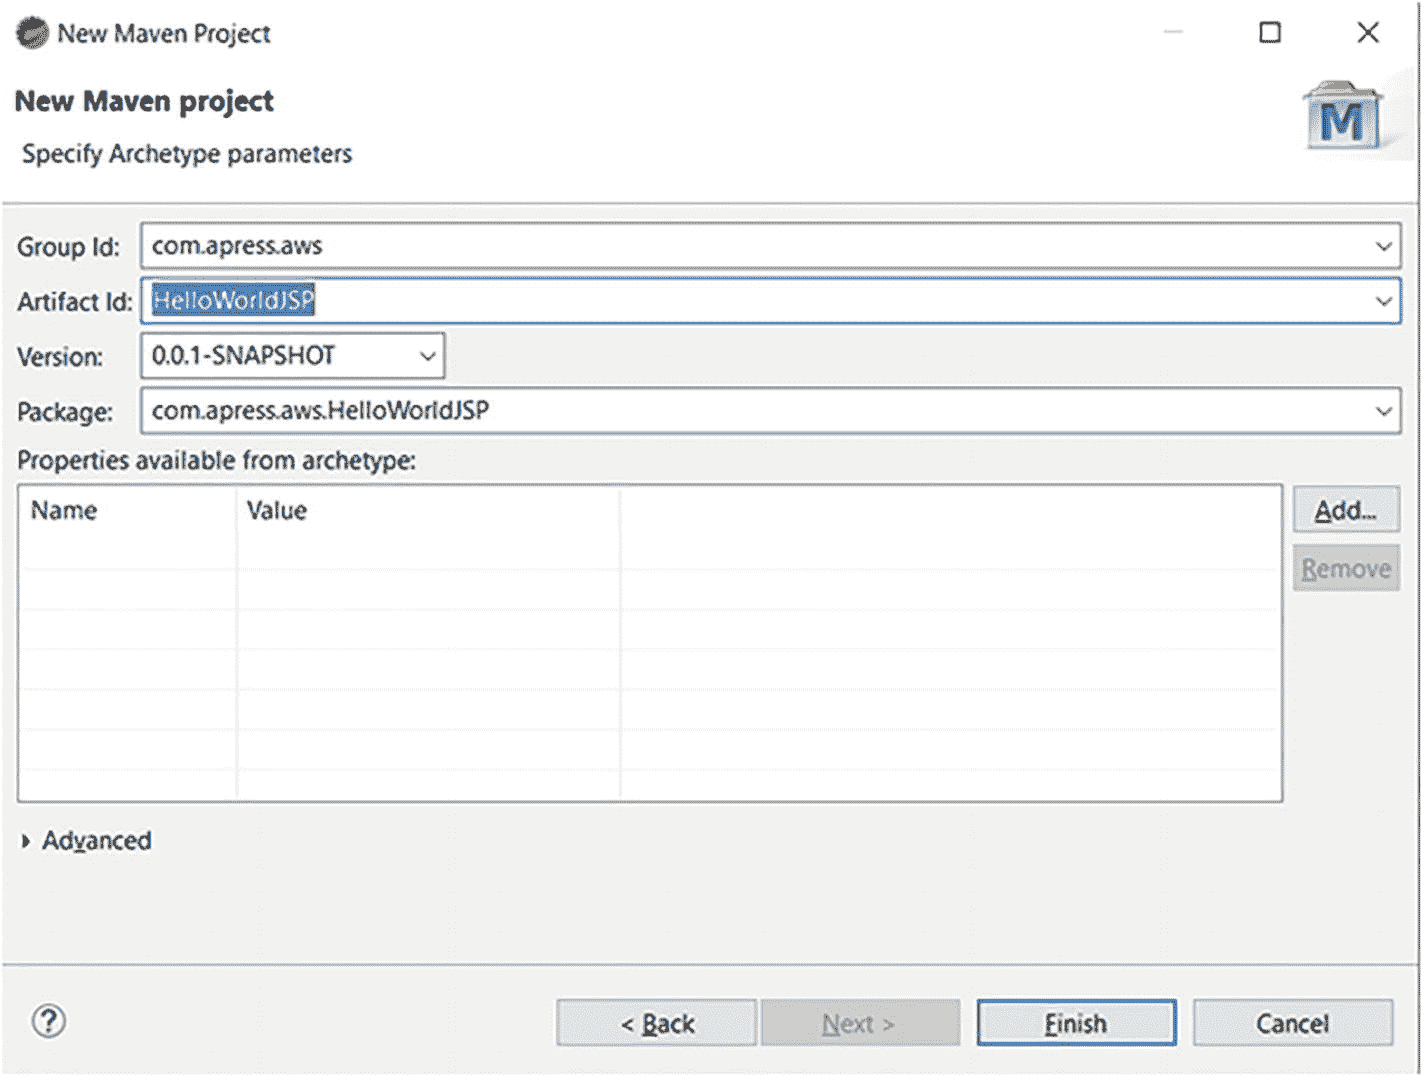 New Maven Project
New Maven project
Specify Archetype parameters
M
Group Id: com.apress.aws
Artifact Id: HelloWorldJSP
Version: 0.0.1-SNAPSHOT
Package: com.apress.aws.HelloWorldJSP
Properties available from archetype:
Name Value
Add...
Remove
Advanced
? < Back Next > Finish Cancel